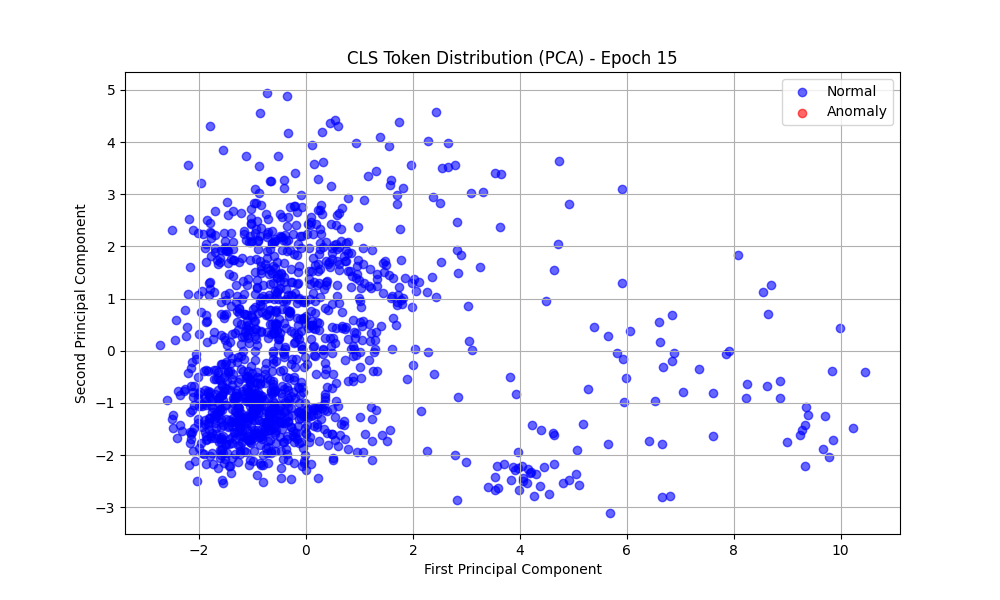 CLS Token Distribution (PCA) - Epoch 15
Normal
Anomaly
Second Principal Component
5
4
3
2
1
0
−1
−2
−3
−2 0 2 4 6 8 10
First Principal Component